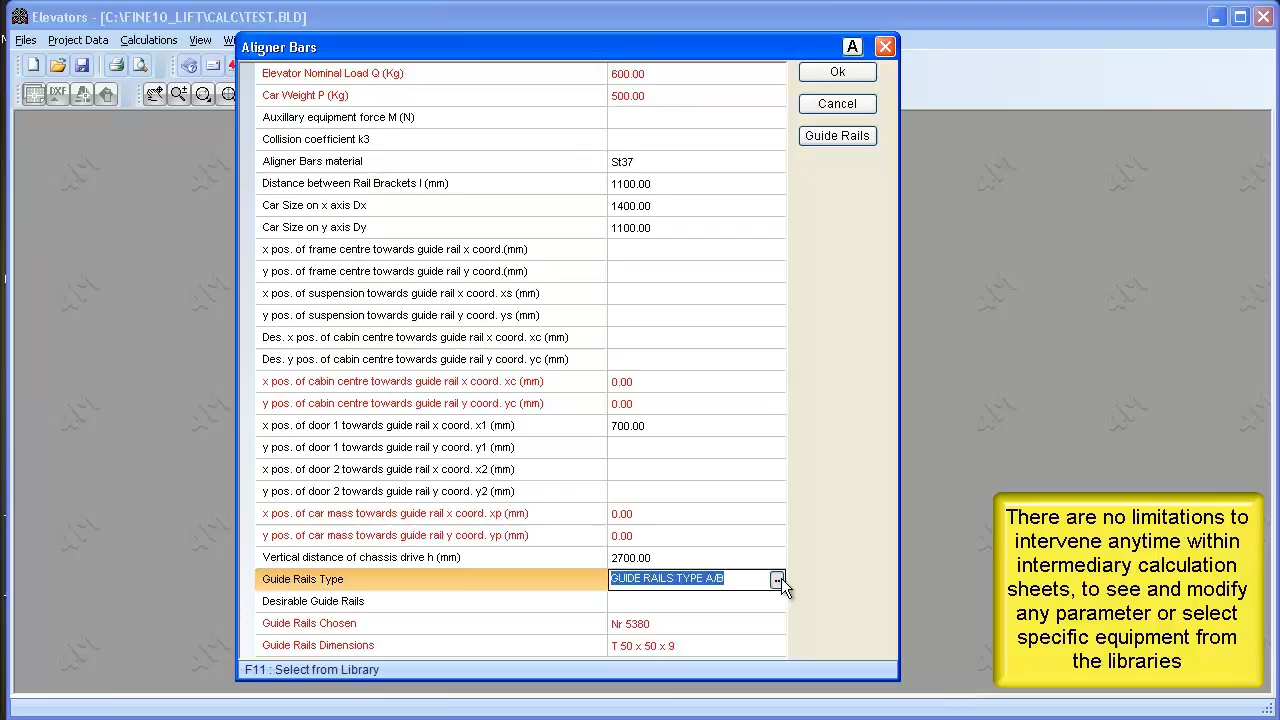 Elevators - [C:\FINE10_LIFT\CALC\TEST.BLD]
Files Project Data Calculations View
Aligner Bars
A
Elevator Nominal Load Q (Kg) 600.00
Car Weight P (Kg) 500.00
Auxillary equipment force M (N)
Collision coefficient k3
Aligner Bars material St37
Distance between Rail Brackets l (mm) 1100.00
Car Size on x axis Dx 1400.00
Car Size on y axis Dy 1100.00
x pos. of frame centre towards guide rail x coord.(mm)
y pos. of frame centre towards guide rail y coord.(mm)
x pos. of suspension towards guide rail x coord. xs (mm)
y pos. of suspension towards guide rail y coord. ys (mm)
Des. x pos. of cabin centre towards guide rail x coord. xc (mm)
Des. y pos. of cabin centre towards guide rail y coord. yc (mm)
x pos. of cabin centre towards guide rail x coord. xc (mm) 0.00
y pos. of cabin centre towards guide rail y coord. yc (mm) 0.00
x pos. of door 1 towards guide rail x coord. x1 (mm) 700.00
y pos. of door 1 towards guide rail y coord. y1 (mm)
x pos. of door 2 towards guide rail x coord. x2 (mm)
y pos. of door 2 towards guide rail y coord. y2 (mm)
x pos. of car mass towards guide rail x coord. xp (mm) 0.00
y pos. of car mass towards guide rail y coord. yp (mm) 0.00
Vertical distance of chassis drive h (mm) 2700.00
Guide Rails Type GUIDE RAILS TYPE A/B
Desirable Guide Rails
Guide Rails Chosen Nr 5380
Guide Rails Dimensions T 50 x 50 x 9
F11 : Select from Library
Ok
Cancel
Guide Rails
DXF
4M
There are no limitations to
intervene anytime within
intermediary calculation
sheets, to see and modify
any parameter or select
specific equipment from
the libraries